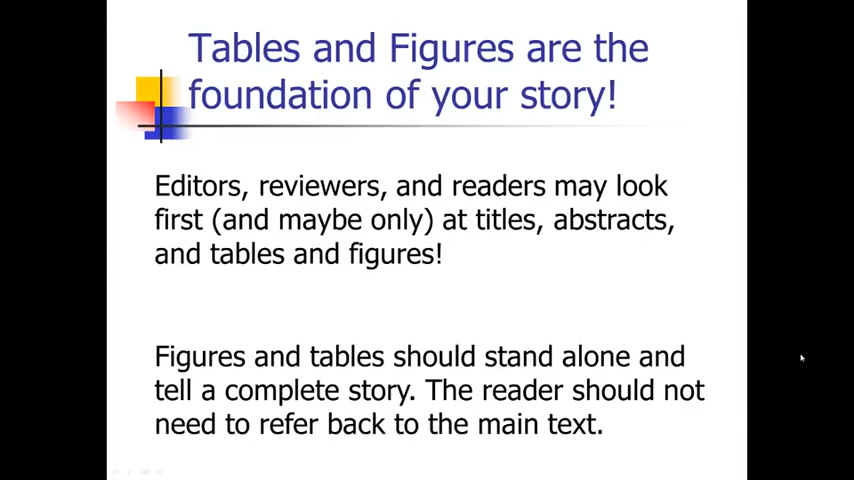 Tables and Figures are the
foundation of your story!
Editors, reviewers, and readers may look
first (and maybe only) at titles, abstracts,
and tables and figures!
Figures and tables should stand alone and
tell a complete story. The reader should not
need to refer back to the main text.